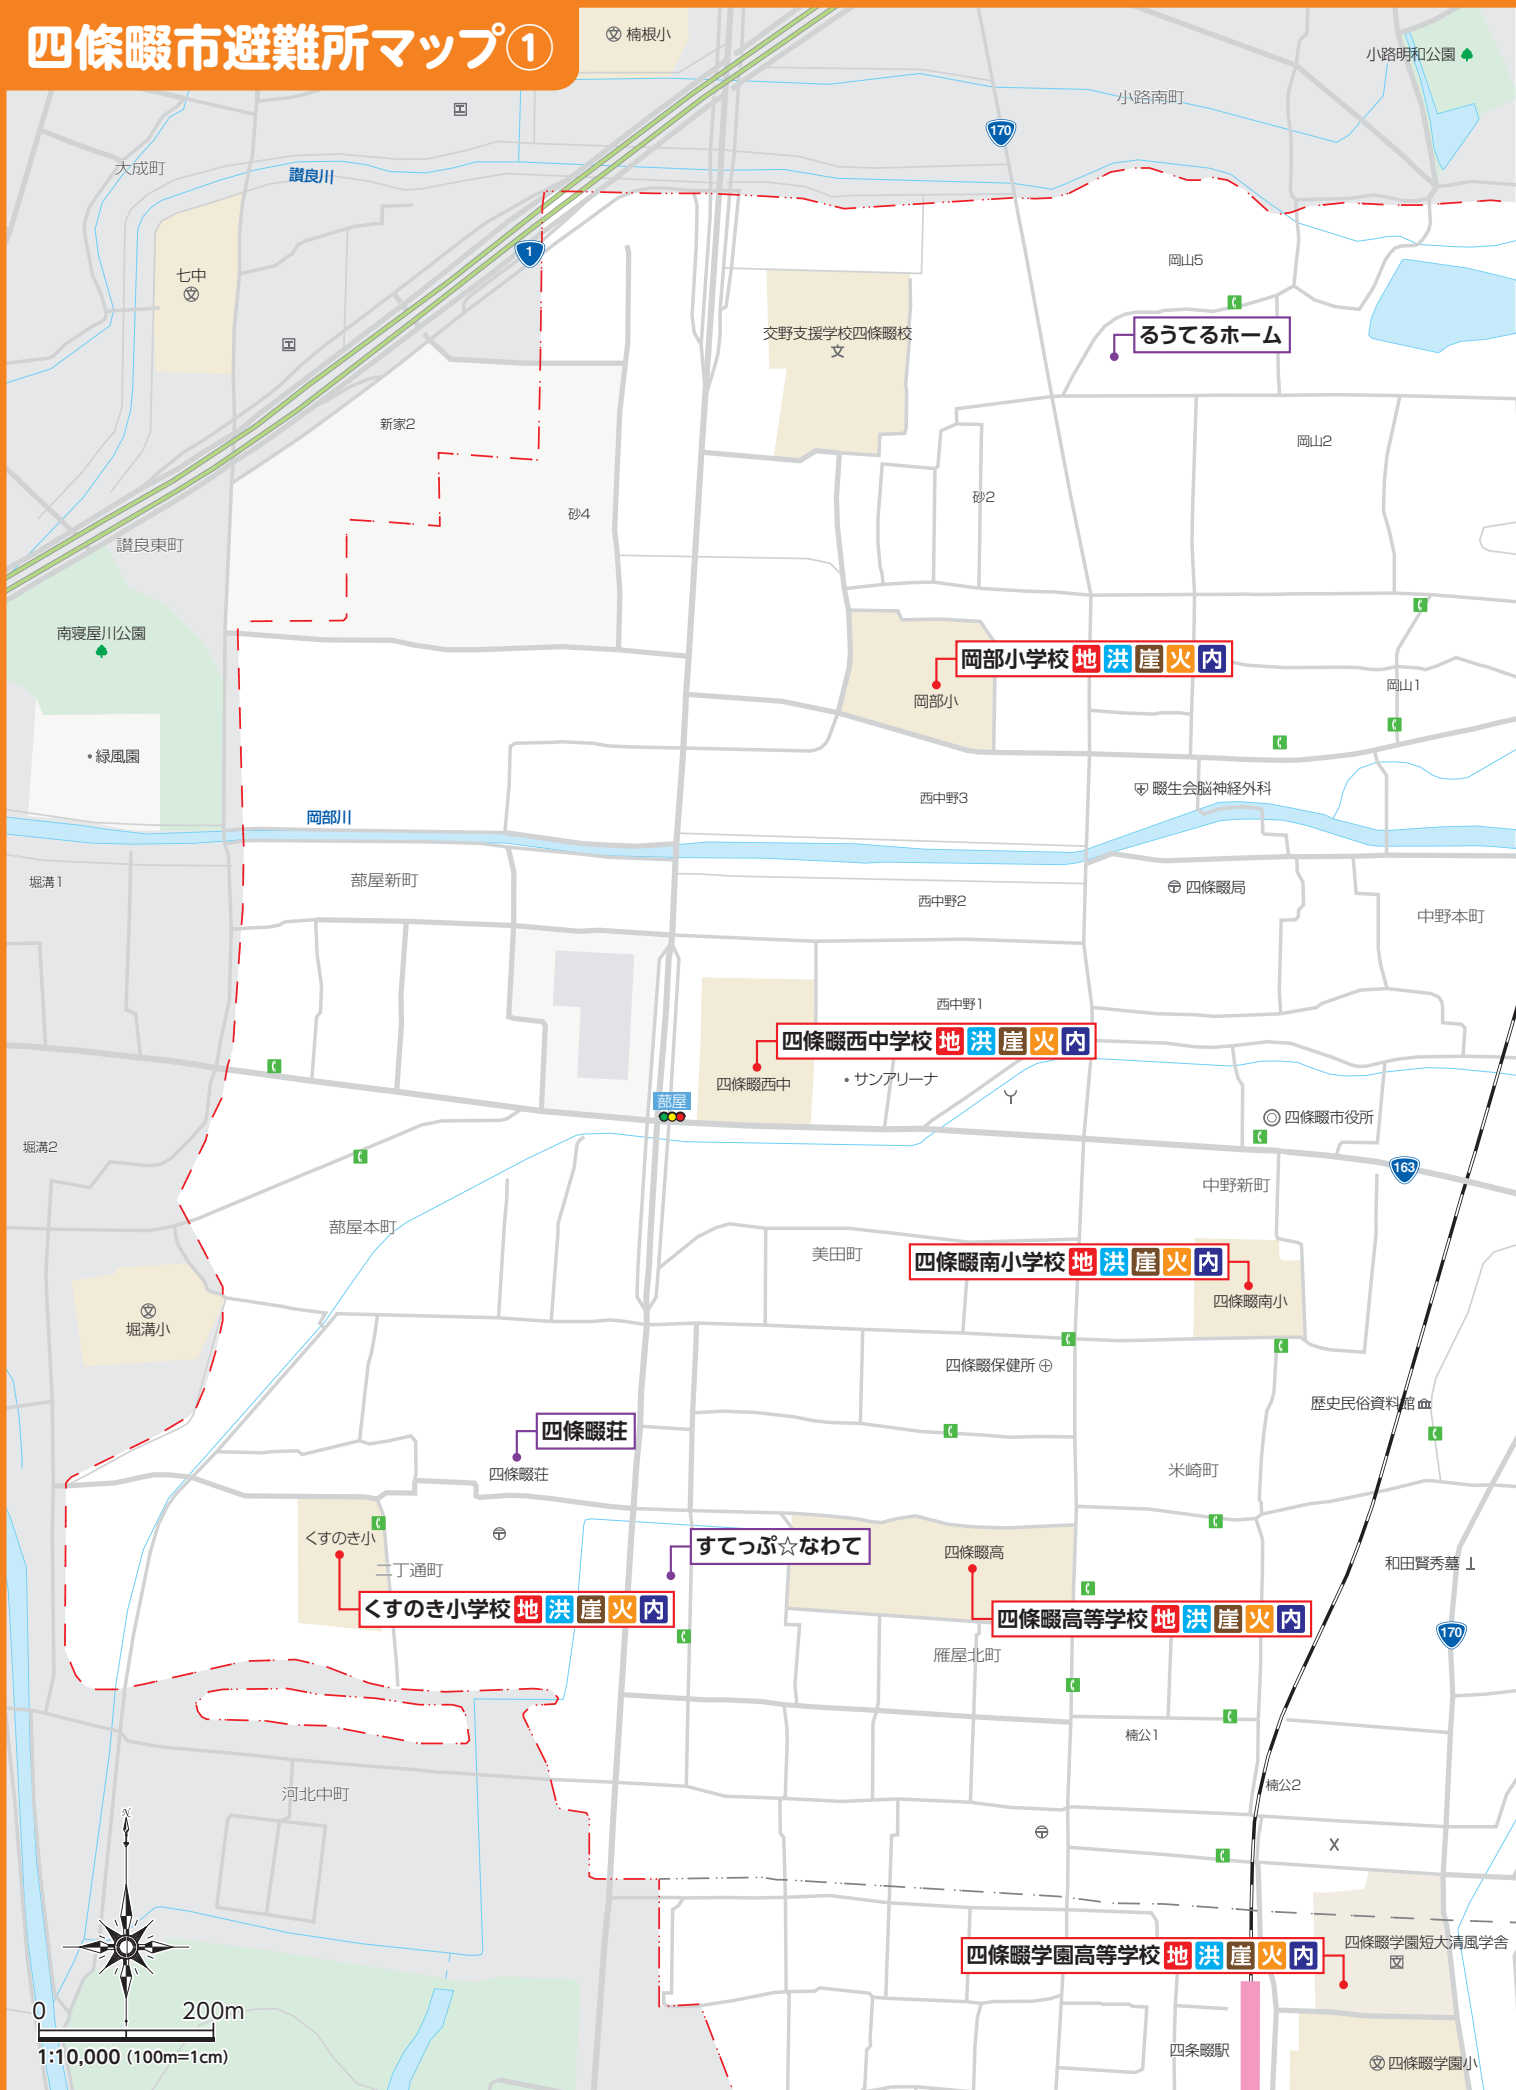 四條畷市避難所マップ①
楠根小
小路明和公園
小路南町
170
大成町
讃良川
七中
1
岡山5
交野支援学校四條畷校
るうてるホーム
新家2
岡山2
砂2
砂4
讃良東町
南寝屋川公園
岡部小学校 地 洪 崖 火 内
岡部小
岡山1
緑風園
畷生会脳神経外科
西中野3
岡部川
堀溝1
蔀屋新町
四條畷局
西中野2
中野本町
西中野1
四條畷西中学校 地 洪 崖 火 内
四條畷西中
サンアリーナ
蔀屋
四條畷市役所
堀溝2
163
中野新町
蔀屋本町
美田町
四條畷南小学校 地 洪 崖 火 内
四條畷南小
堀溝小
四條畷保健所
歴史民俗資料館
四條畷荘
四條畷荘
米崎町
くすのき小
すてっぷ☆なわて
四條畷高
二丁通町
和田賢秀墓
くすのき小学校 地 洪 崖 火 内
四條畷高等学校 地 洪 崖 火 内
170
雁屋北町
楠公1
楠公2
河北中町
N
四條畷学園短大清風学舎
四條畷学園高等学校 地 洪 崖 火 内
0 200m
1:10,000 (100m=1cm)
四条畷駅
四條畷学園小